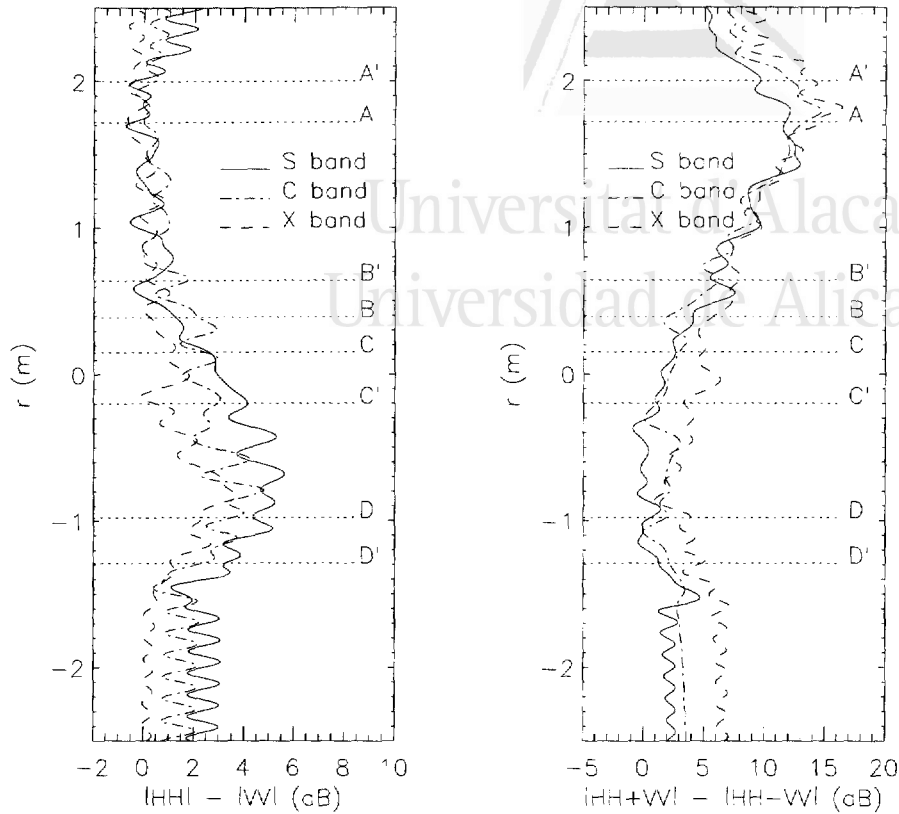 A'
A
S band
C band
X band
B'
B
C
C'
D
D'
2
1
0
−1
−2
r (m)
−2 0 2 4 6 8 10
|HH| − |VV| (dB)
A'
A
S band
C band
X band
B'
B
C
C'
D
D'
2
1
0
−1
−2
r (m)
−5 0 5 10 15 20
|HH+VV| − |HH−VV| (dB)
Universitat d'Alaca
Universidad de Alica